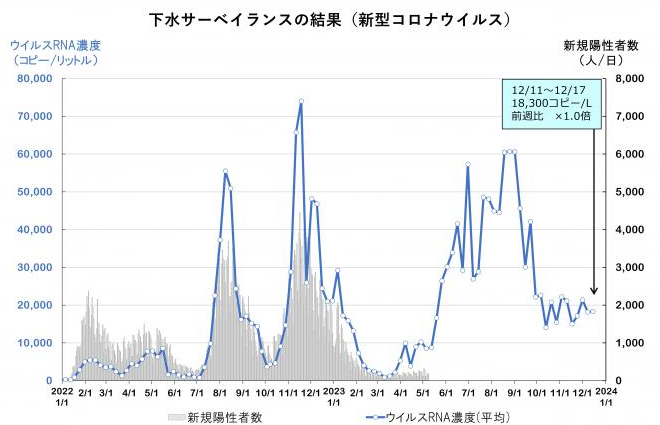 下水サーベイランスの結果（新型コロナウイルス）
ウイルスRNA濃度
（コピー/リットル）
新規陽性者数
（人/日）
80,000
70,000
60,000
50,000
40,000
30,000
20,000
10,000
0
8,000
7,000
6,000
5,000
4,000
3,000
2,000
1,000
0
12/11～12/17
18,300コピー/L
前週比　×1.0倍
2022 2/1 3/1 4/1 5/1 6/1 7/1 8/1 9/1 10/1 11/1 12/1 2023 2/1 3/1 4/1 5/1 6/1 7/1 8/1 9/1 10/1 11/1 12/1 2024
1/1 1/1 1/1
新規陽性者数 ウイルスRNA濃度(平均)